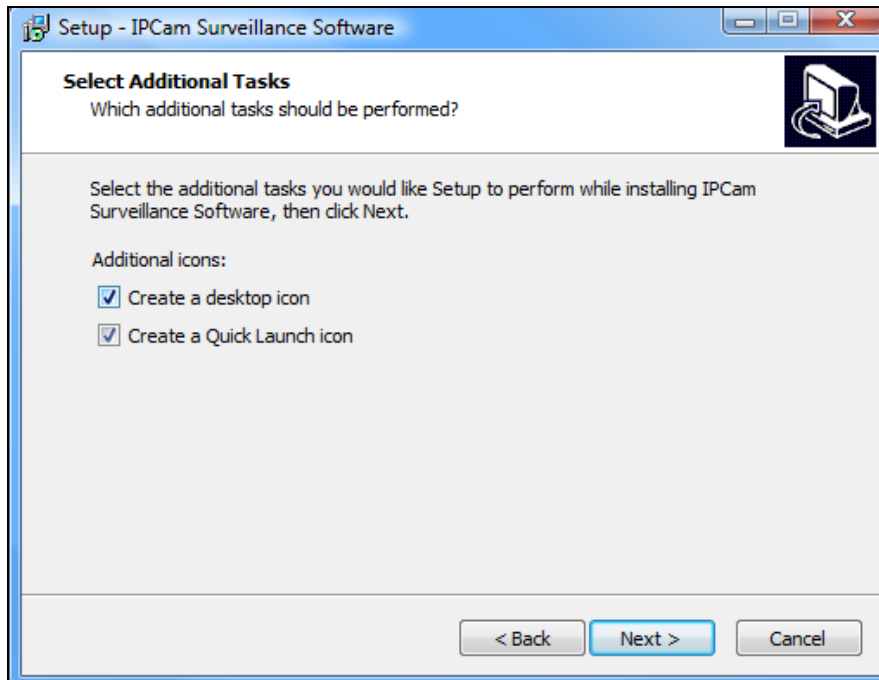 Setup - IPCam Surveillance Software
Select Additional Tasks
Which additional tasks should be performed?
Select the additional tasks you would like Setup to perform while installing IPCam
Surveillance Software, then click Next.
Additional icons:
Create a desktop icon
Create a Quick Launch icon
< Back
Next >
Cancel